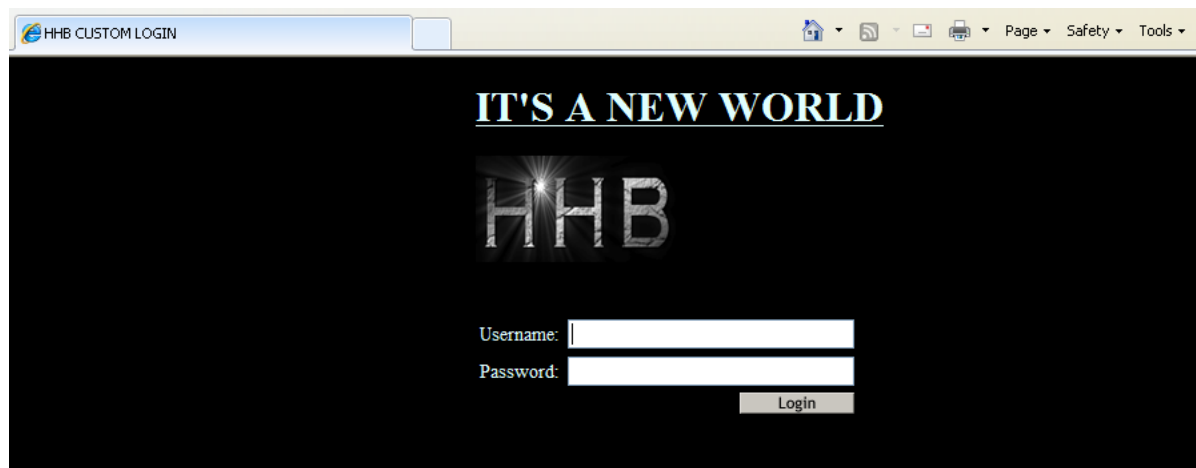 HHB CUSTOM LOGIN
Page Safety Tools
IT'S A NEW WORLD
HHB
Username:
Password:
Login